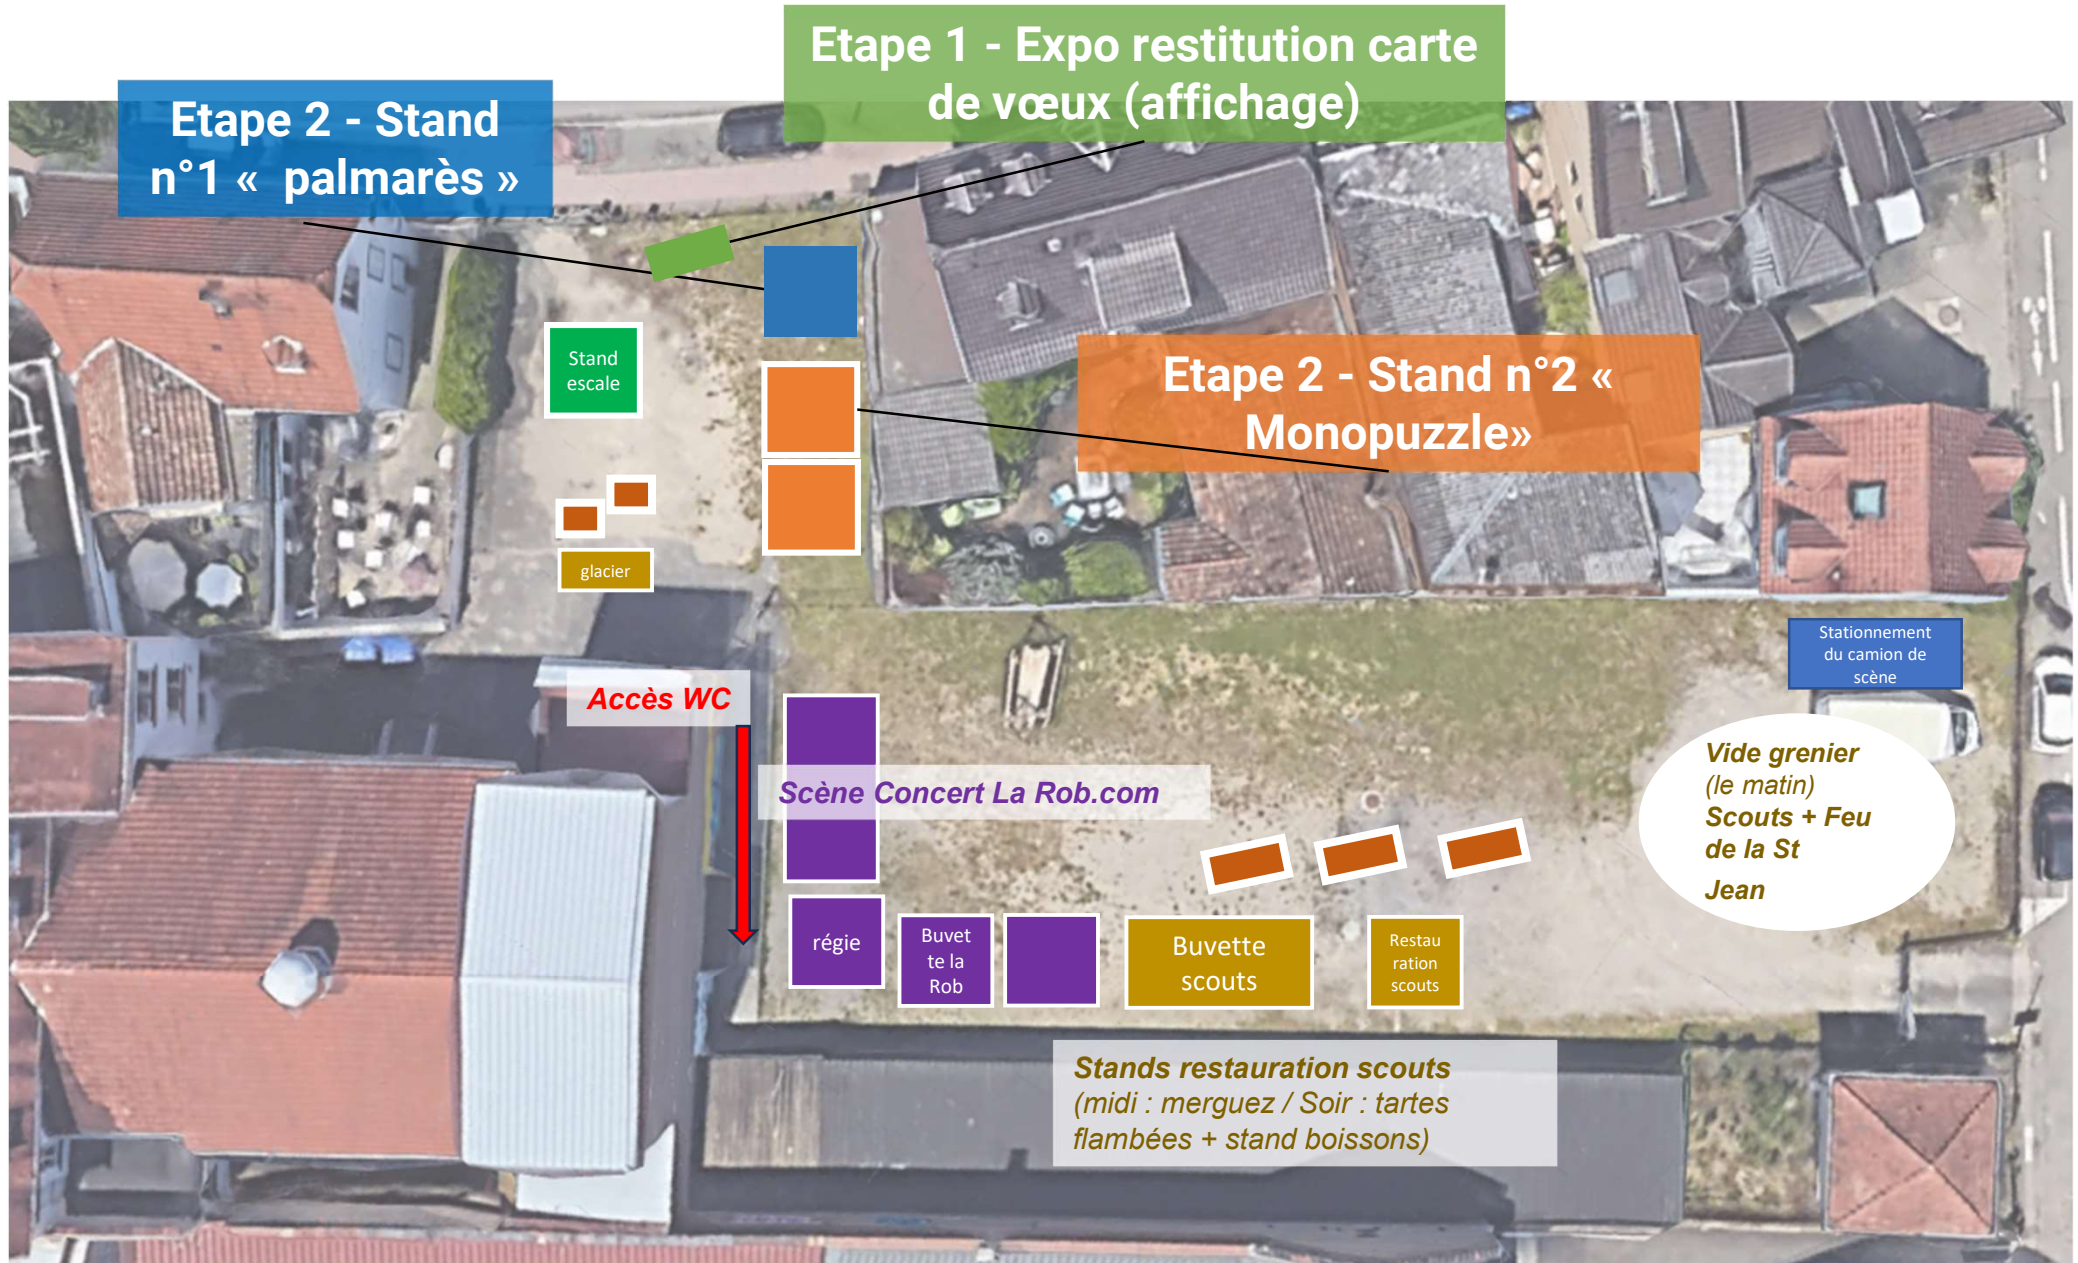 Etape 1 - Expo restitution carte
de vœux (affichage)
Etape 2 - Stand
n°1 «  palmarès »
Stand
escale
Etape 2 - Stand n°2 «
Monopuzzle»
glacier
Stationnement
du camion de
scène
Accès WC
Vide grenier
(le matin)
Scouts + Feu
de la St
Jean
Scène Concert La Rob.com
régie
Buvet
te la
Rob
Buvette
scouts
Restau
ration
scouts
Stands restauration scouts
(midi : merguez / Soir : tartes
flambées + stand boissons)